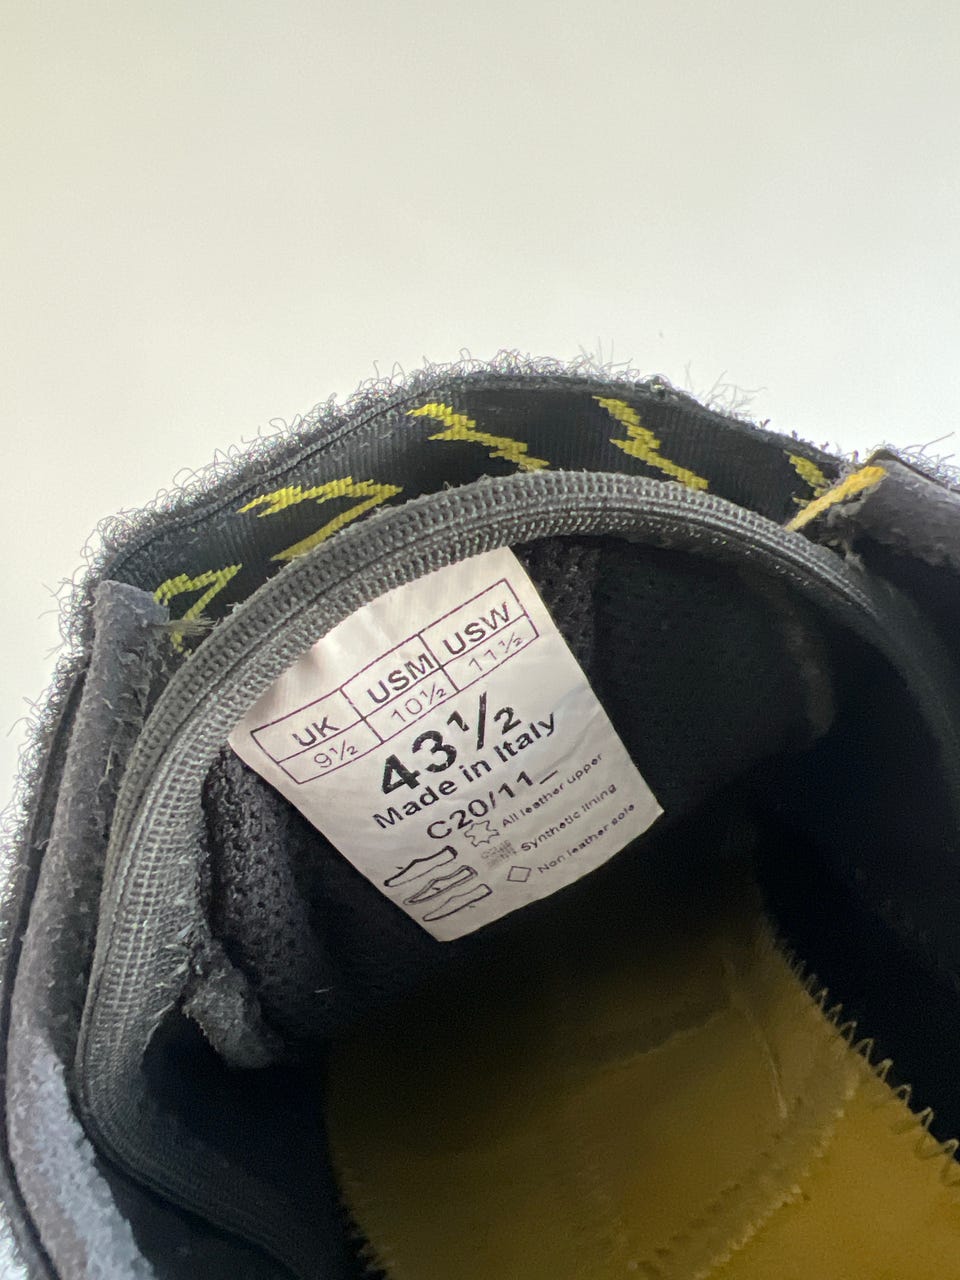 UK USM USW
9½ 10½ 11½
43½
Made in Italy
C20/11_
All leather upper
Synthetic lining
Non leather sole